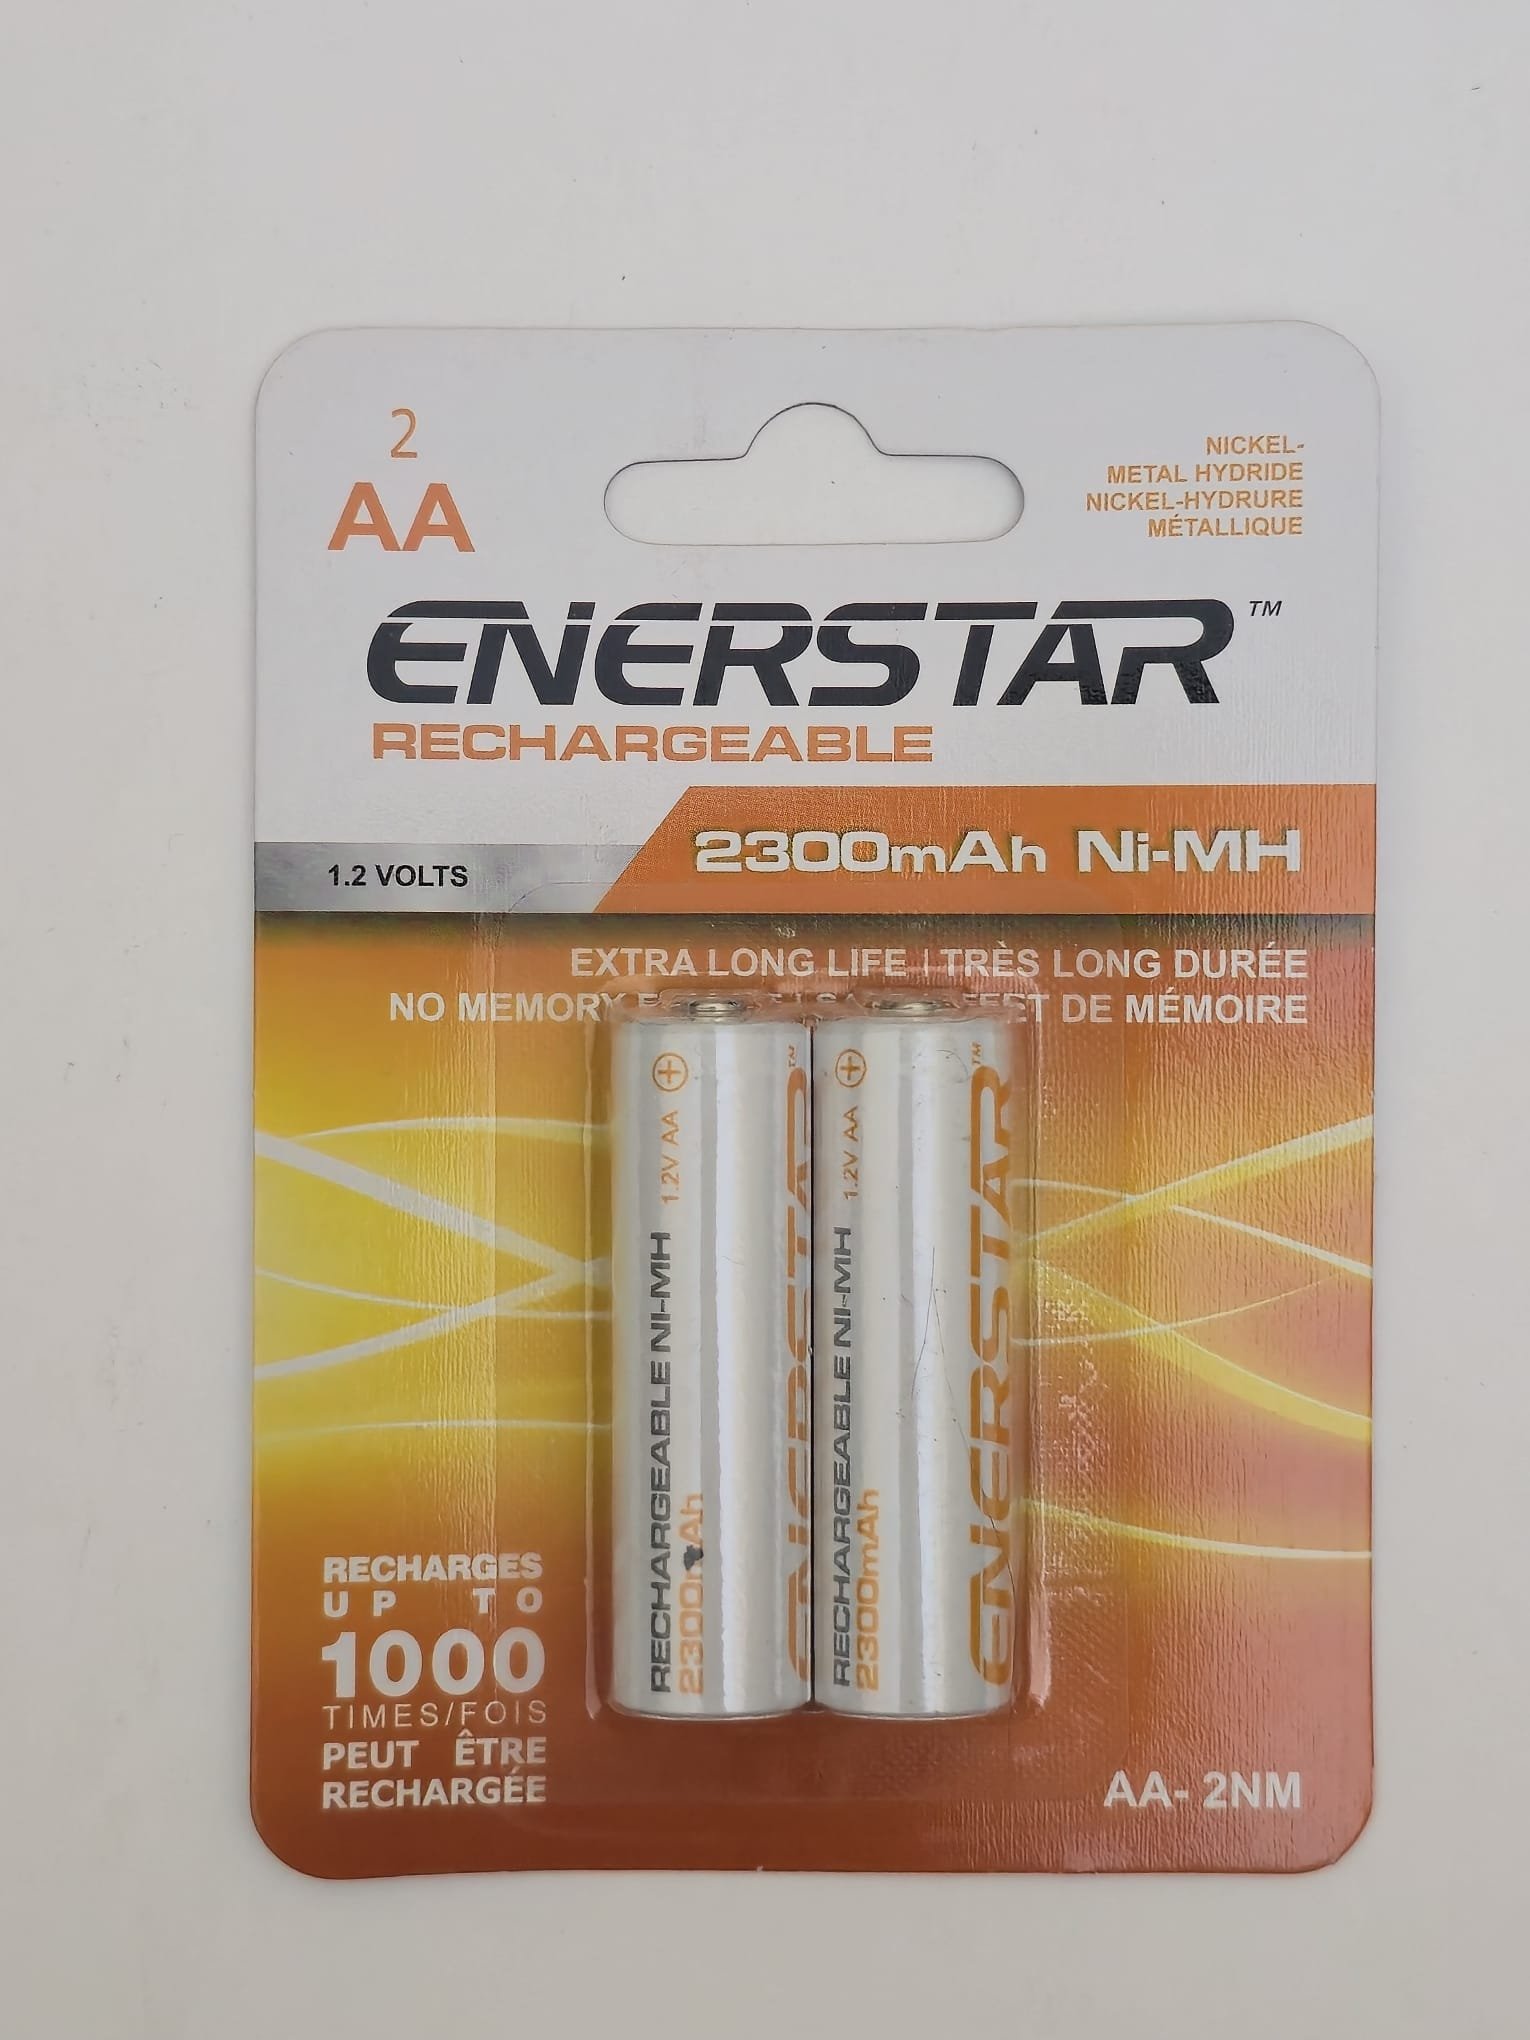 2
AA
NICKEL-
METAL HYDRIDE
NICKEL-HYDRURE
MÉTALLIQUE
ENERSTAR™
RECHARGEABLE
1.2 VOLTS
2300mAh Ni-MH
EXTRA LONG LIFE | TRÈS LONG DURÉE
NO MEMORY DE MÉMOIRE
RECHARGEABLE NI-MH 1.2V AA +
2300mAh
ENERSTAR™
RECHARGEABLE NI-MH 1.2V AA +
2300mAh
ENERSTAR™
RECHARGES
UP TO
1000
TIMES/FOIS
PEUT ÊTRE
RECHARGÉE
AA- 2NM